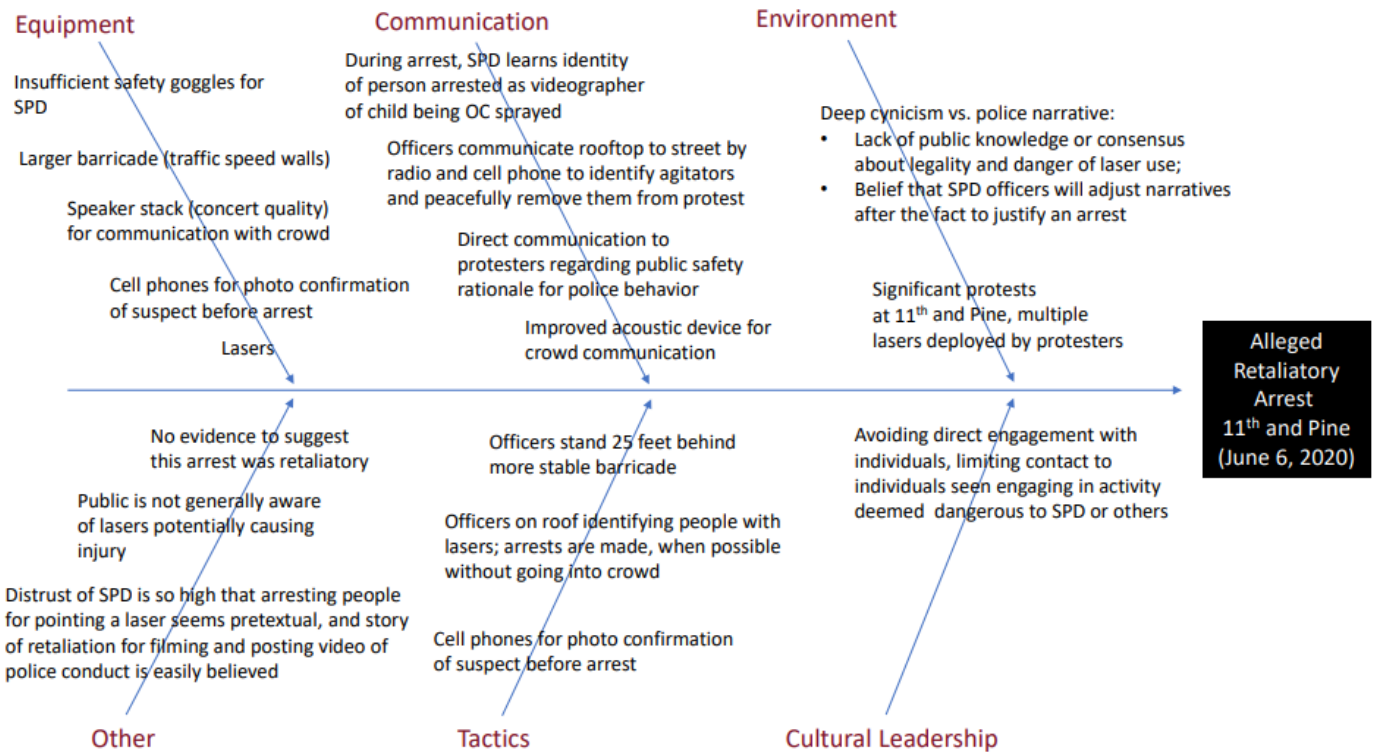 Equipment
Insufficient safety goggles for
SPD
Larger barricade (traffic speed walls)
Speaker stack (concert quality)
for communication with crowd
Cell phones for photo confirmation
of suspect before arrest
Lasers
Communication
During arrest, SPD learns identity
of person arrested as videographer
of child being OC sprayed
Officers communicate rooftop to street by
radio and cell phone to identify agitators
and peacefully remove them from protest
Direct communication to
protesters regarding public safety
rationale for police behavior
Improved acoustic device for
crowd communication
Environment
Deep cynicism vs. police narrative:
• Lack of public knowledge or consensus
about legality and danger of laser use;
• Belief that SPD officers will adjust narratives
after the fact to justify an arrest
Significant protests
at 11th and Pine, multiple
lasers deployed by protesters
Alleged
Retaliatory
Arrest
11th and Pine
(June 6, 2020)
No evidence to suggest
this arrest was retaliatory
Public is not generally aware
of lasers potentially causing
injury
Distrust of SPD is so high that arresting people
for pointing a laser seems pretextual, and story
of retaliation for filming and posting video of
police conduct is easily believed
Other
Officers stand 25 feet behind
more stable barricade
Officers on roof identifying people with
lasers; arrests are made, when possible
without going into crowd
Cell phones for photo confirmation
of suspect before arrest
Tactics
Avoiding direct engagement with
individuals, limiting contact to
individuals seen engaging in activity
deemed dangerous to SPD or others
Cultural Leadership